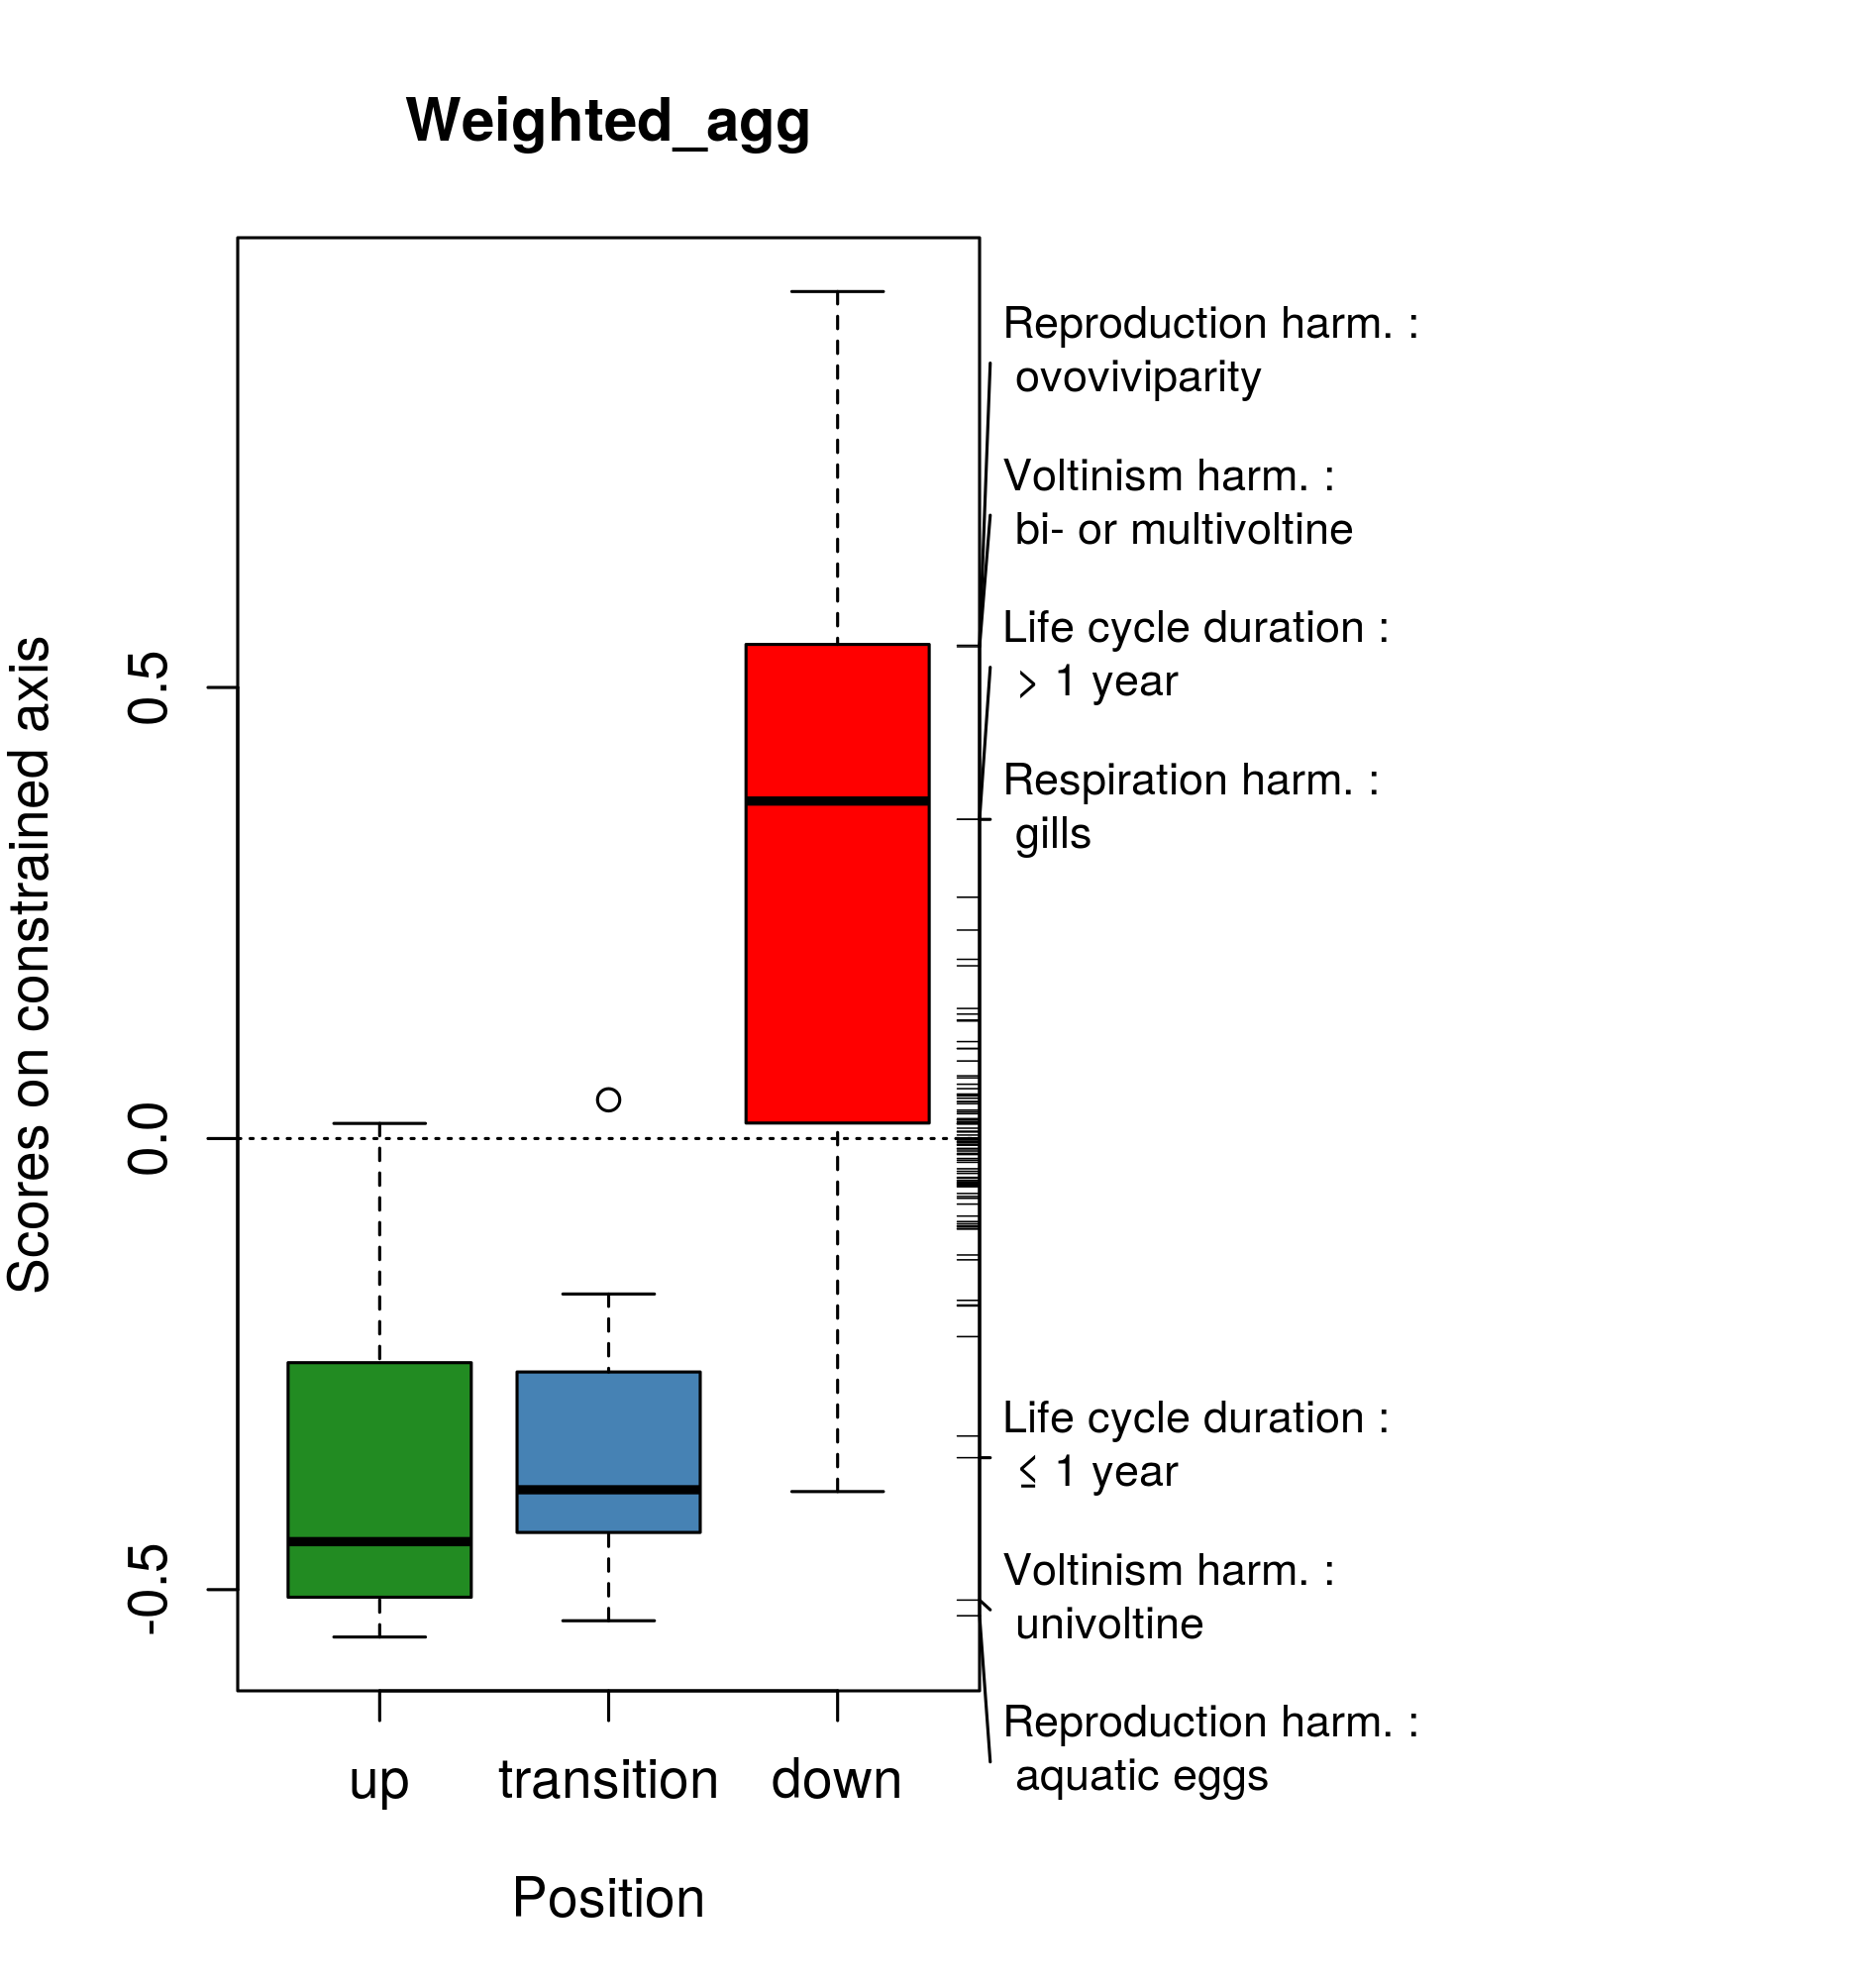 Weighted_agg
Scores on constrained axis
0.5
0.0
-0.5
Reproduction harm. :
ovoviviparity
Voltinism harm. :
bi- or multivoltine
Life cycle duration :
> 1 year
Respiration harm. :
gills
Life cycle duration :
≤ 1 year
Voltinism harm. :
univoltine
Reproduction harm. :
aquatic eggs
up transition down
Position